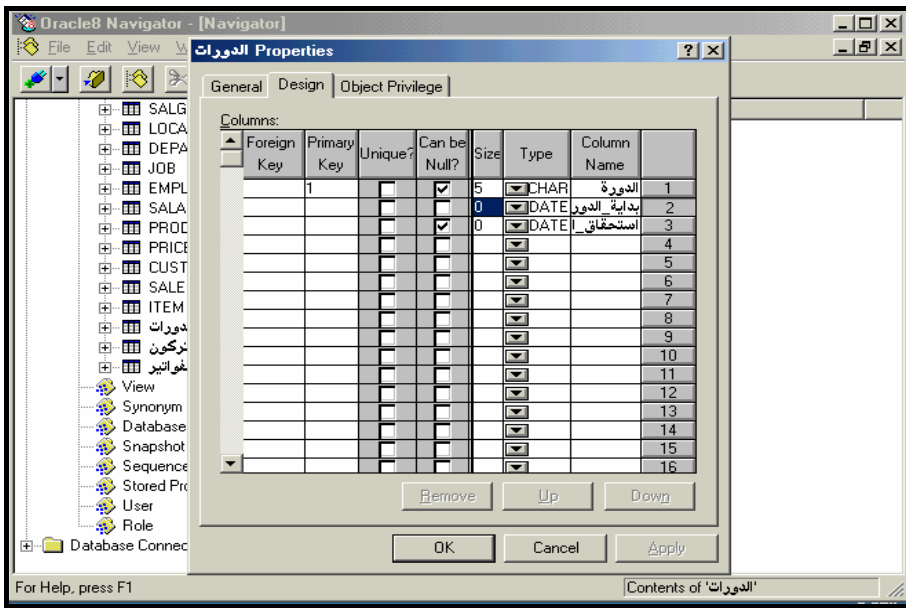 Oracle8 Navigator - [Navigator]
File Edit View
الدورات Properties
General Design Object Privilege
Columns:
Foreign Key Primary Key Unique? Can be Null? Size Type Column Name
1 5 CHAR الدورة 1
0 DATE بداية_الدور 2
0 DATE استحقاق_ا 3
4
5
6
7
8
9
10
11
12
13
14
15
16
SALG
LOCA
DEPA
JOB
EMPL
SALA
PROD
PRICE
CUST
SALE
ITEM
لدورات
تركون
لفواتير
View
Synonym
Database
Snapshot
Sequence
Stored Pro
User
Role
Database Connec
Remove Up Down
OK Cancel Apply
For Help, press F1
Contents of 'الدورات'